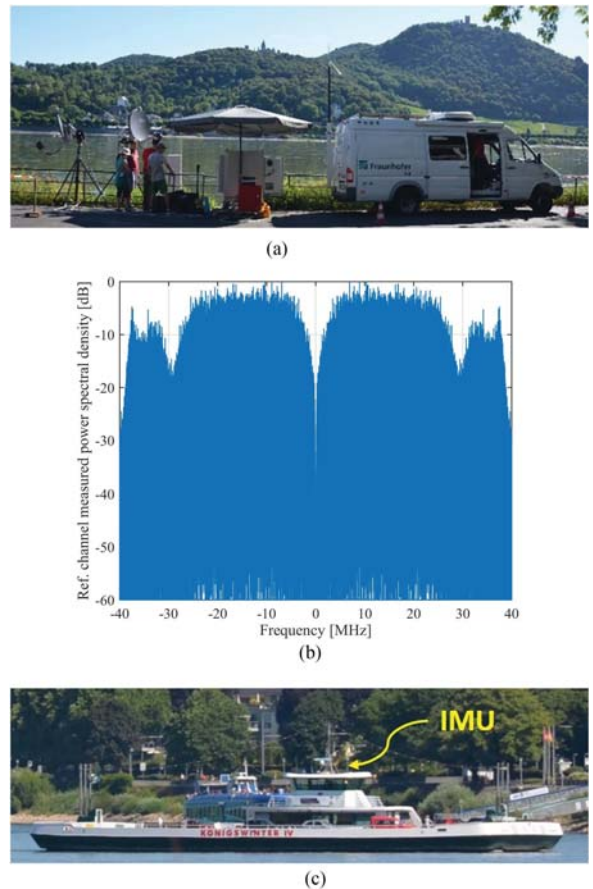 Fraunhofer
(a)
Ref. channel measured power spectral density [dB]
0
-10
-20
-30
-40
-50
-60
-40 -30 -20 -10 0 10 20 30 40
Frequency [MHz]
(b)
IMU
KÖNIGSWINTER IV
(c)